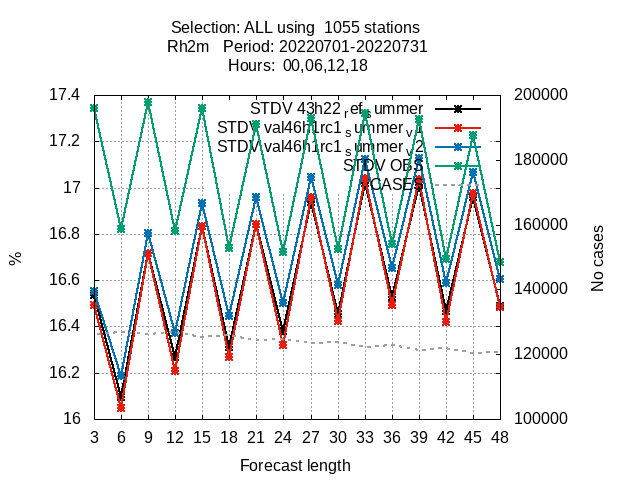 Selection: ALL using 1055 stations
Rh2m Period: 20220701-20220731
Hours: 00,06,12,18
17.4 200000
STDV 43h22_ref_summer
STDV val46h1rc1_summer_v1
17.2
STDV val46h1rc1_summer_v2
180000
STDV OBS
17 CASES
16.8 160000
% No cases
16.6 140000
16.4
120000
16.2
16 100000
3 6 9 12 15 18 21 24 27 30 33 36 39 42 45 48
Forecast length